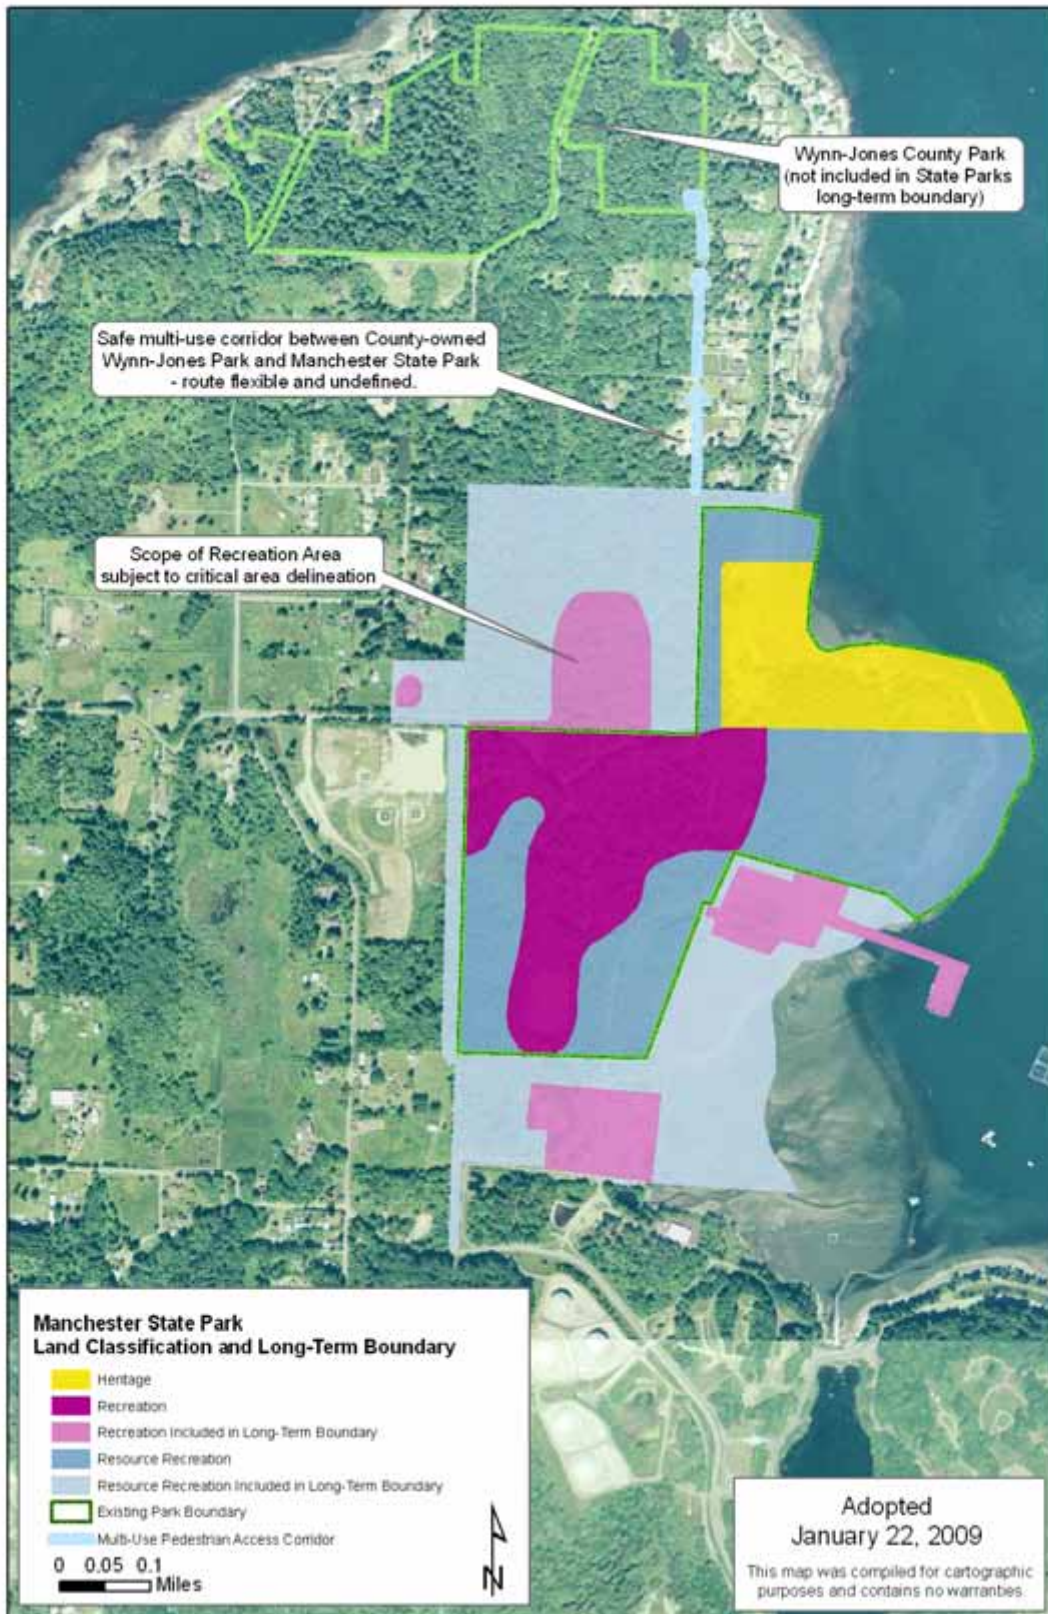 Wynn-Jones County Park
(not included in State Parks
long-term boundary)
Safe multi-use corridor between County-owned
Wynn-Jones Park and Manchester State Park
- route flexible and undefined.
Scope of Recreation Area
subject to critical area delineation
Manchester State Park
Land Classification and Long-Term Boundary
Heritage
Recreation
Recreation Included in Long-Term Boundary
Resource Recreation
Resource Recreation Included in Long-Term Boundary
Existing Park Boundary
Multi-Use Pedestrian Access Corridor
0 0.05 0.1
Miles
N
Adopted
January 22, 2009
This map was compiled for cartographic
purposes and contains no warranties.